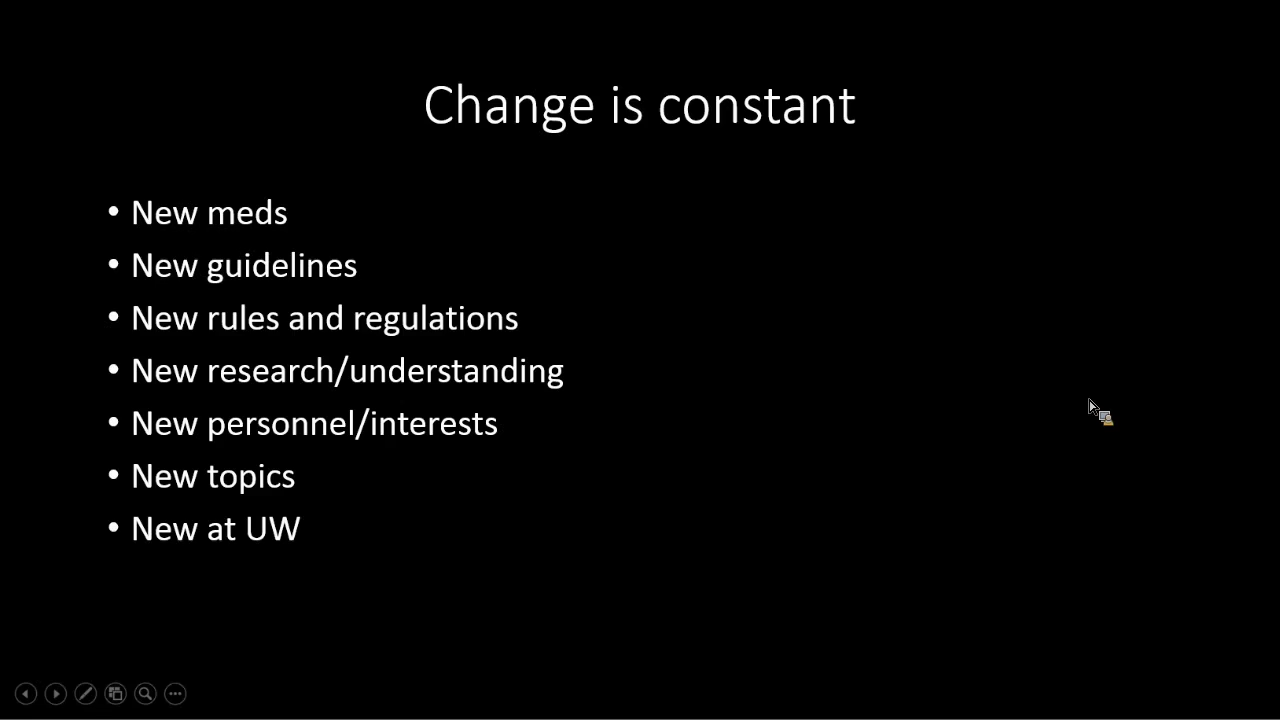 Change is constant
• New meds
• New guidelines
• New rules and regulations
• New research/understanding
• New personnel/interests
• New topics
• New at UW